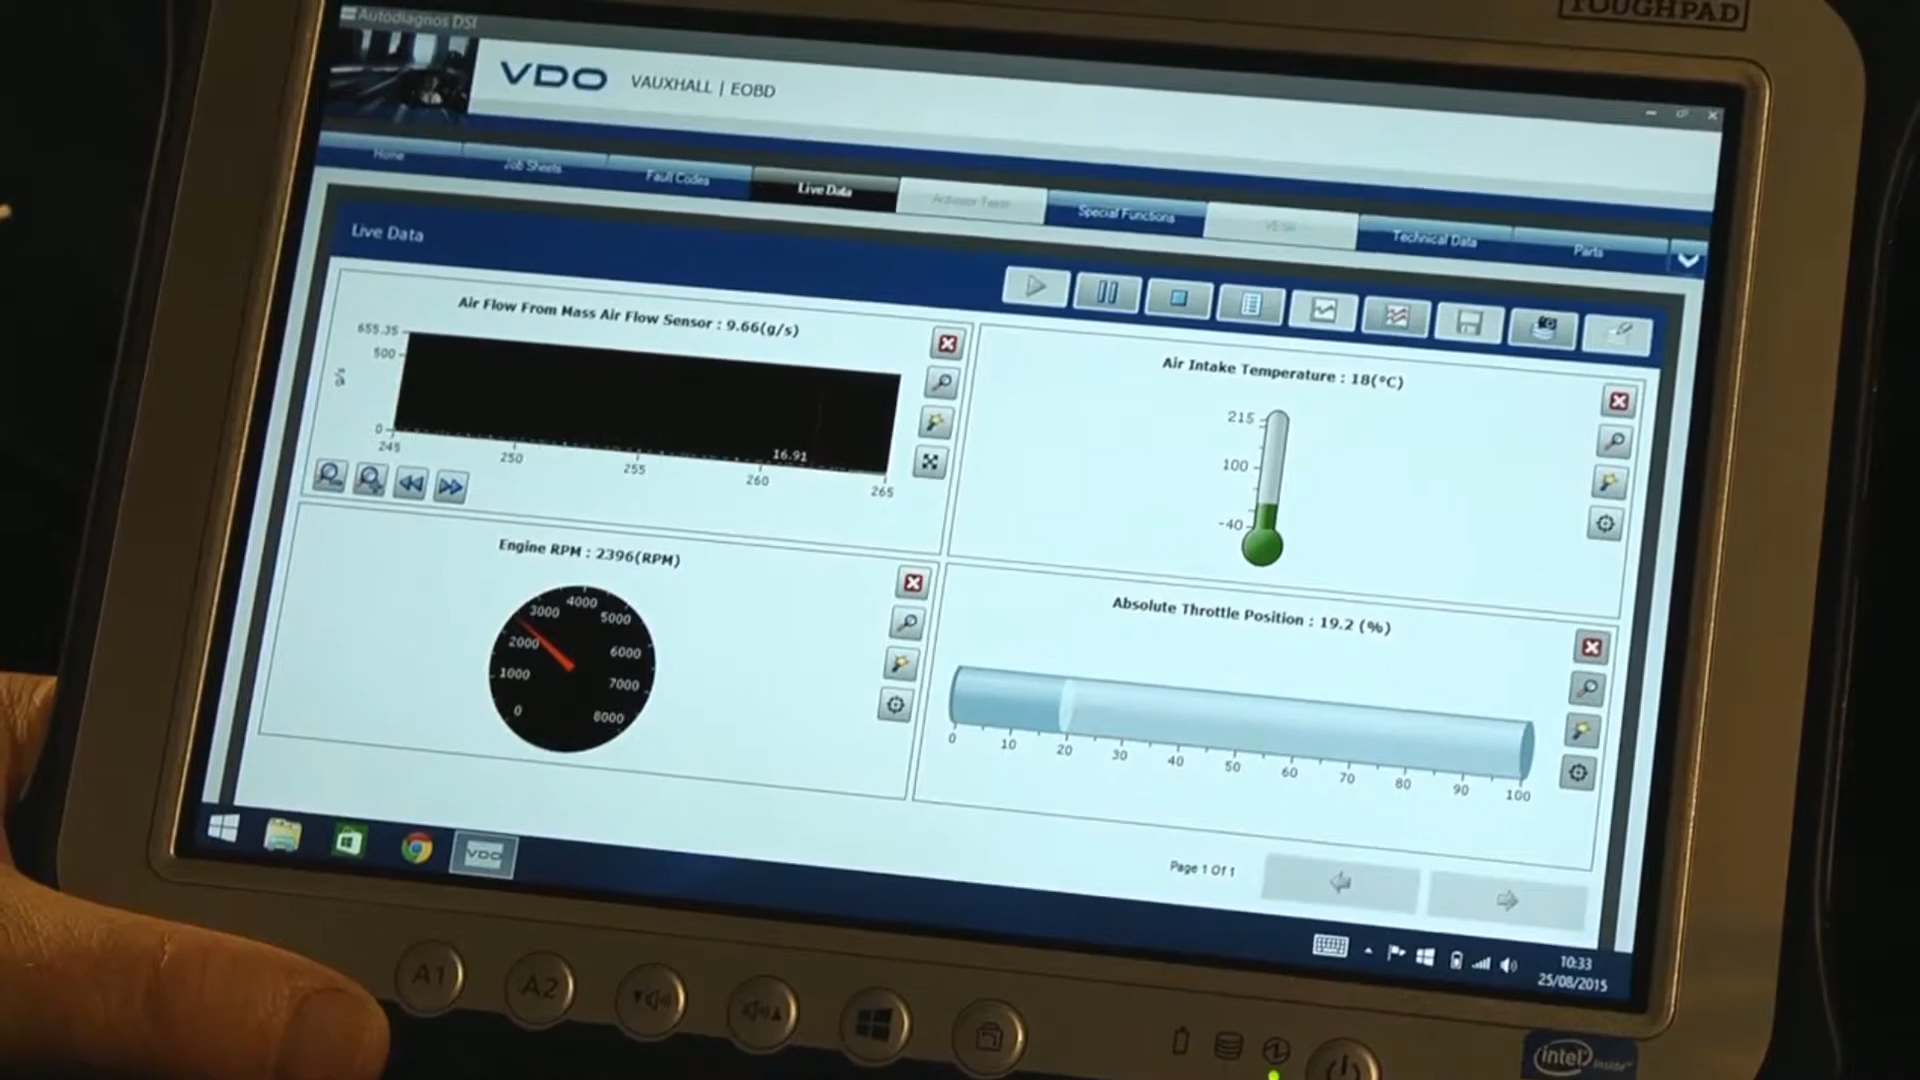 TOUGHPAD
Autodiagnos DSI
VDO VAUXHALL | EOBD
Home Job Sheets Fault Codes Live Data Actuator Tests Special Functions Technical Data Parts
Live Data
Air Flow From Mass Air Flow Sensor : 9.66(g/s)
655.35
500
g/s
0
16.91
245 250 255 260 265
Air Intake Temperature : 18(°C)
215
100
-40
Engine RPM : 2396(RPM)
0 1000 2000 3000 4000 5000 6000 7000 8000
Absolute Throttle Position : 19.2 (%)
0 10 20 30 40 50 60 70 80 90 100
Page 1 Of 1
VDO
10:33
25/08/2015
A1 A2
intel inside